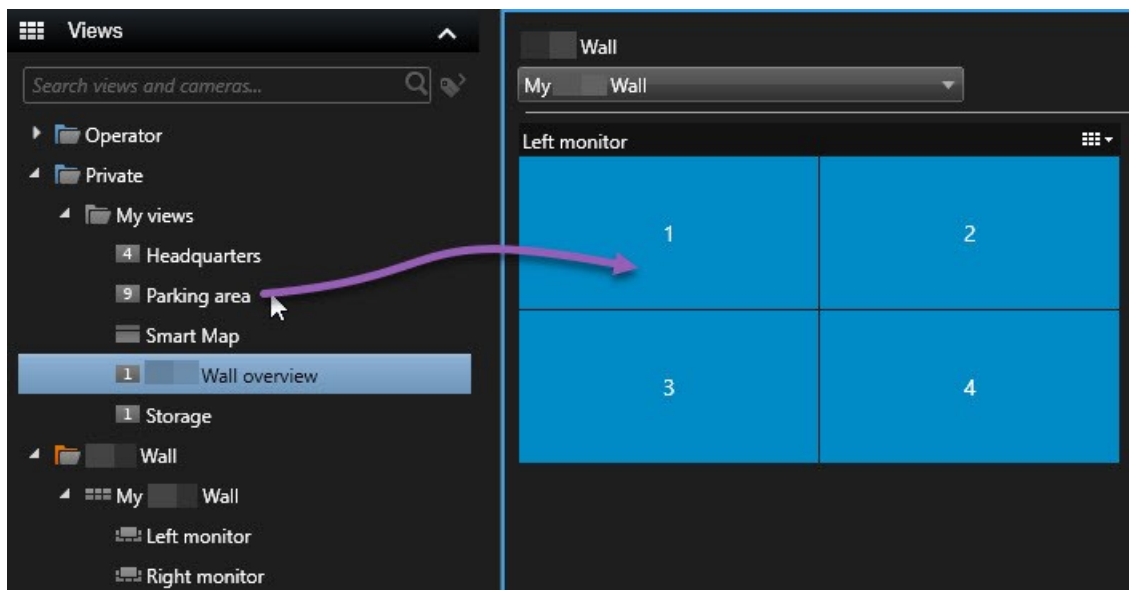 Views
Search views and cameras...
Operator
Private
My views
4 Headquarters
9 Parking area
Smart Map
1 Wall overview
1 Storage
Wall
My Wall
Left monitor
Right monitor
Wall
My Wall
Left monitor
1 2
3 4